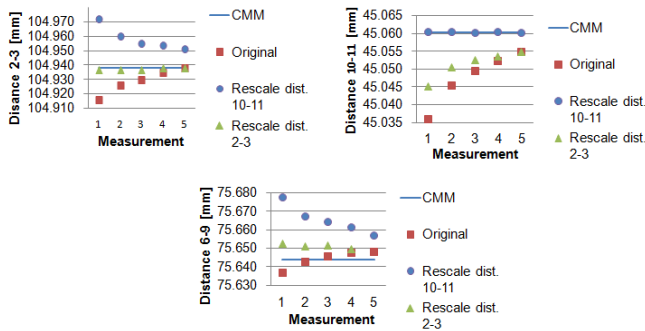 Disance 2-3 [mm]
104.970
104.960
104.950
104.940
104.930
104.920
104.910
1 2 3 4 5
Measurement
CMM
Original
Rescale dist.
10-11
Rescale dist.
2-3
Distance 10-11 [mm]
45.065
45.060
45.055
45.050
45.045
45.040
45.035
1 2 3 4 5
Measurement
CMM
Original
Rescale dist.
10-11
Rescale dist.
2-3
Distance 6-9 [mm]
75.680
75.670
75.660
75.650
75.640
75.630
1 2 3 4 5
Measurement
CMM
Original
Rescale dist.
10-11
Rescale dist.
2-3